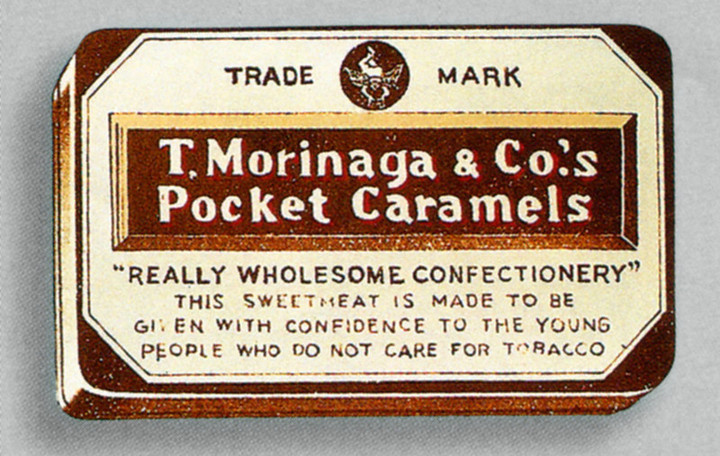 TRADE MARK
T. Morinaga & Co.'s
Pocket Caramels
"REALLY WHOLESOME CONFECTIONERY"
THIS SWEETMEAT IS MADE TO BE
GIVEN WITH CONFIDENCE TO THE YOUNG
PEOPLE WHO DO NOT CARE FOR TOBACCO